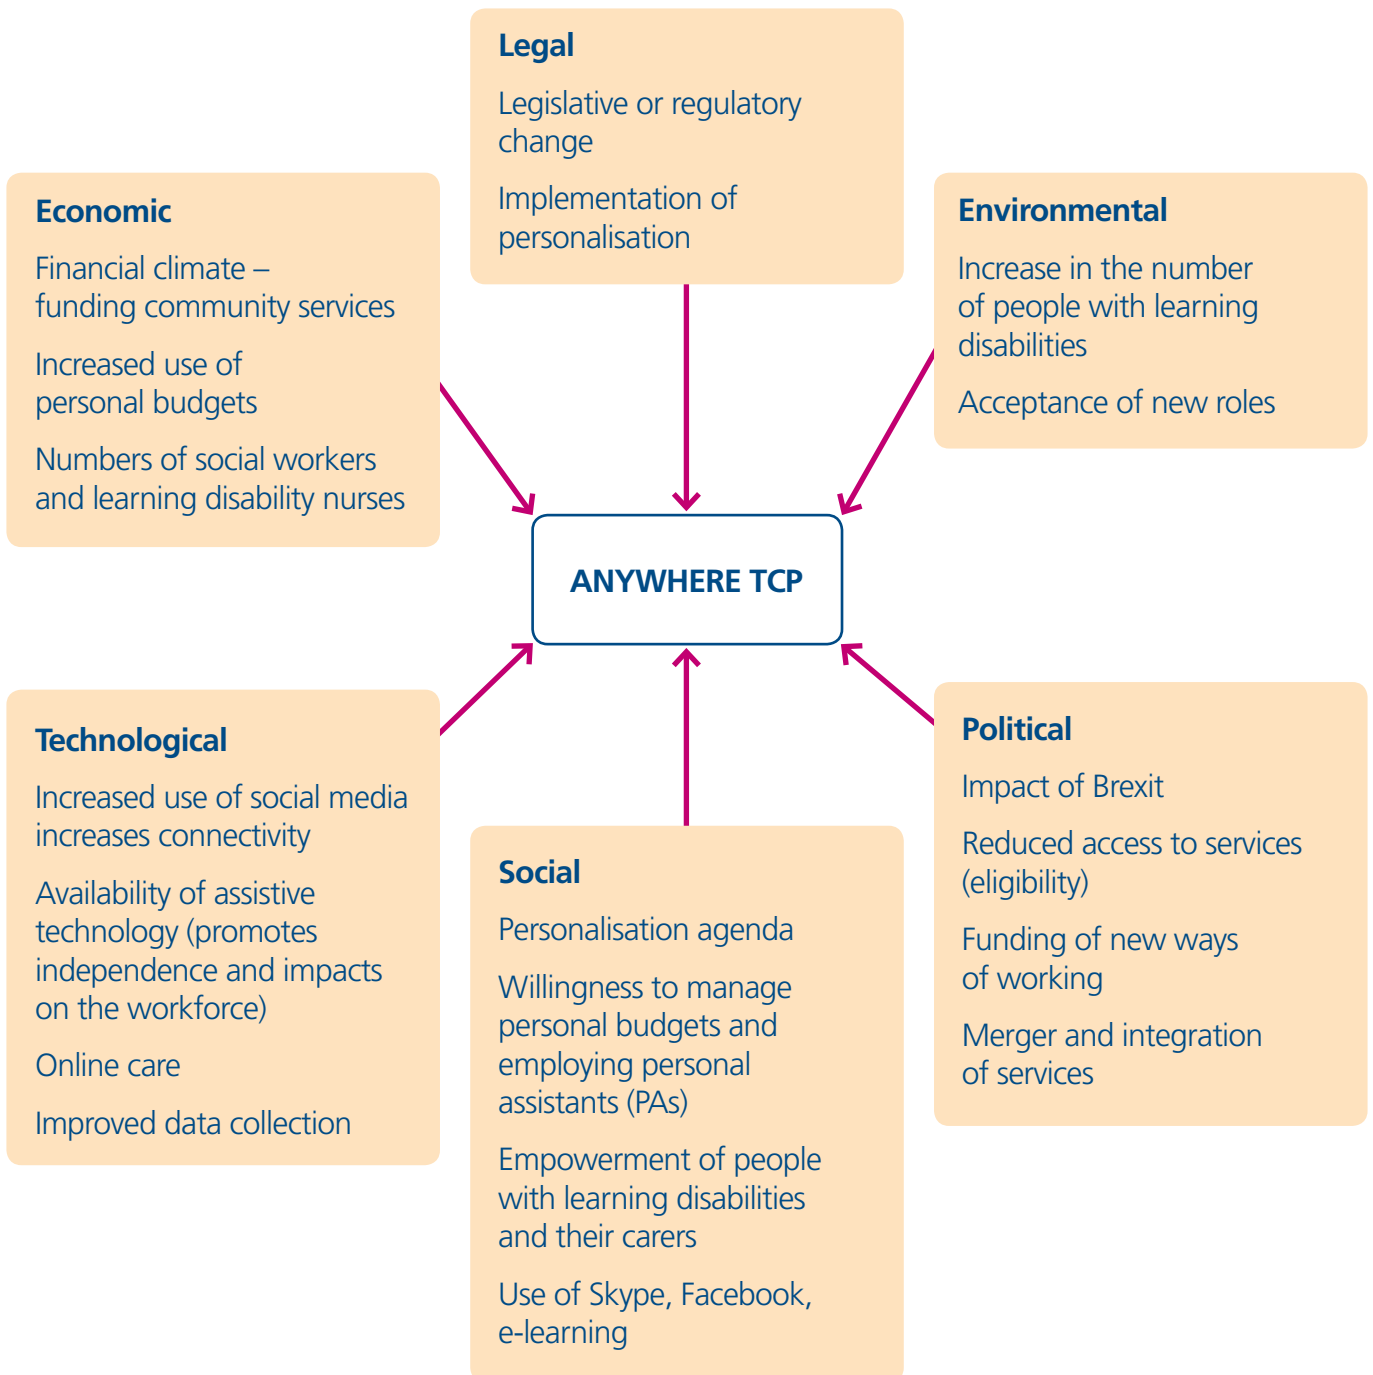 Legal
Legislative or regulatory
change
Implementation of
personalisation
Economic
Financial climate –
funding community services
Increased use of
personal budgets
Numbers of social workers
and learning disability nurses
Environmental
Increase in the number
of people with learning
disabilities
Acceptance of new roles
ANYWHERE TCP
Technological
Increased use of social media
increases connectivity
Availability of assistive
technology (promotes
independence and impacts
on the workforce)
Online care
Improved data collection
Social
Personalisation agenda
Willingness to manage
personal budgets and
employing personal
assistants (PAs)
Empowerment of people
with learning disabilities
and their carers
Use of Skype, Facebook,
e-learning
Political
Impact of Brexit
Reduced access to services
(eligibility)
Funding of new ways
of working
Merger and integration
of services